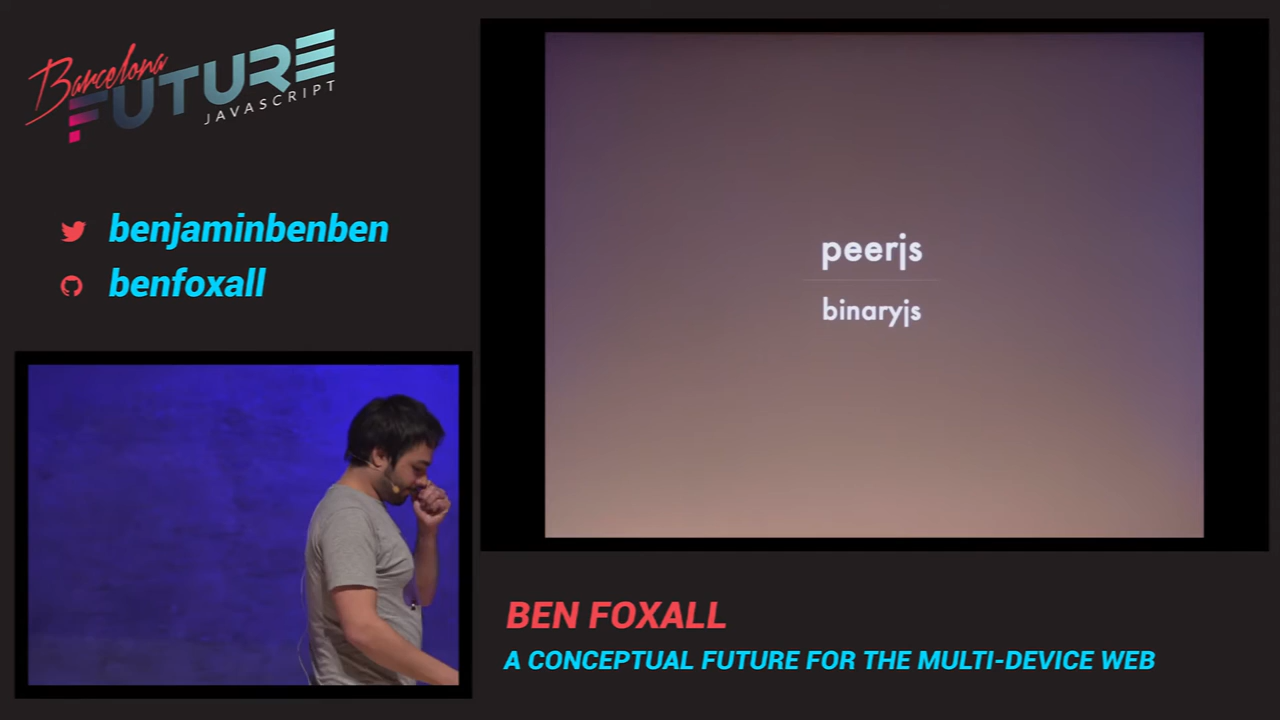 Barcelona
FUTURE
JAVASCRIPT
benjaminbenben
benfoxall
peerjs
binaryjs
BEN FOXALL
A CONCEPTUAL FUTURE FOR THE MULTI-DEVICE WEB